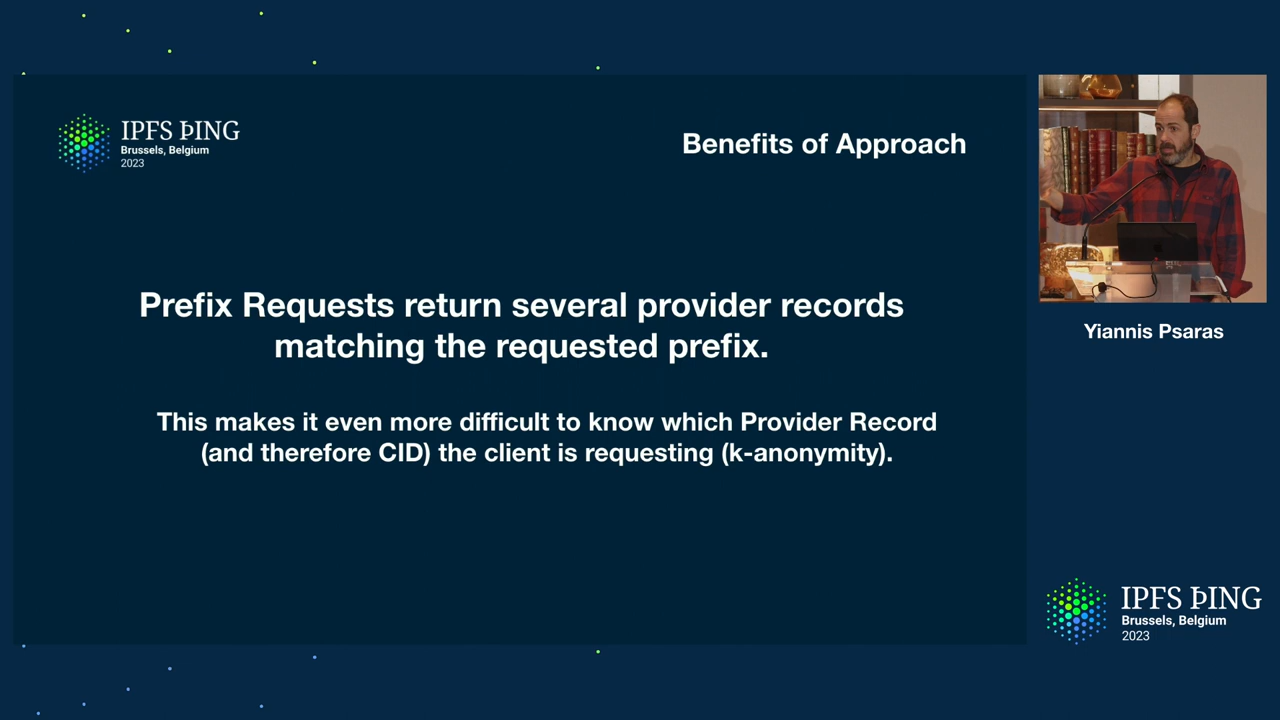 IPFS ÞING
Brussels, Belgium
2023
Benefits of Approach
Prefix Requests return several provider records
matching the requested prefix.
This makes it even more difficult to know which Provider Record
(and therefore CID) the client is requesting (k-anonymity).
Yiannis Psaras
IPFS ÞING
Brussels, Belgium
2023